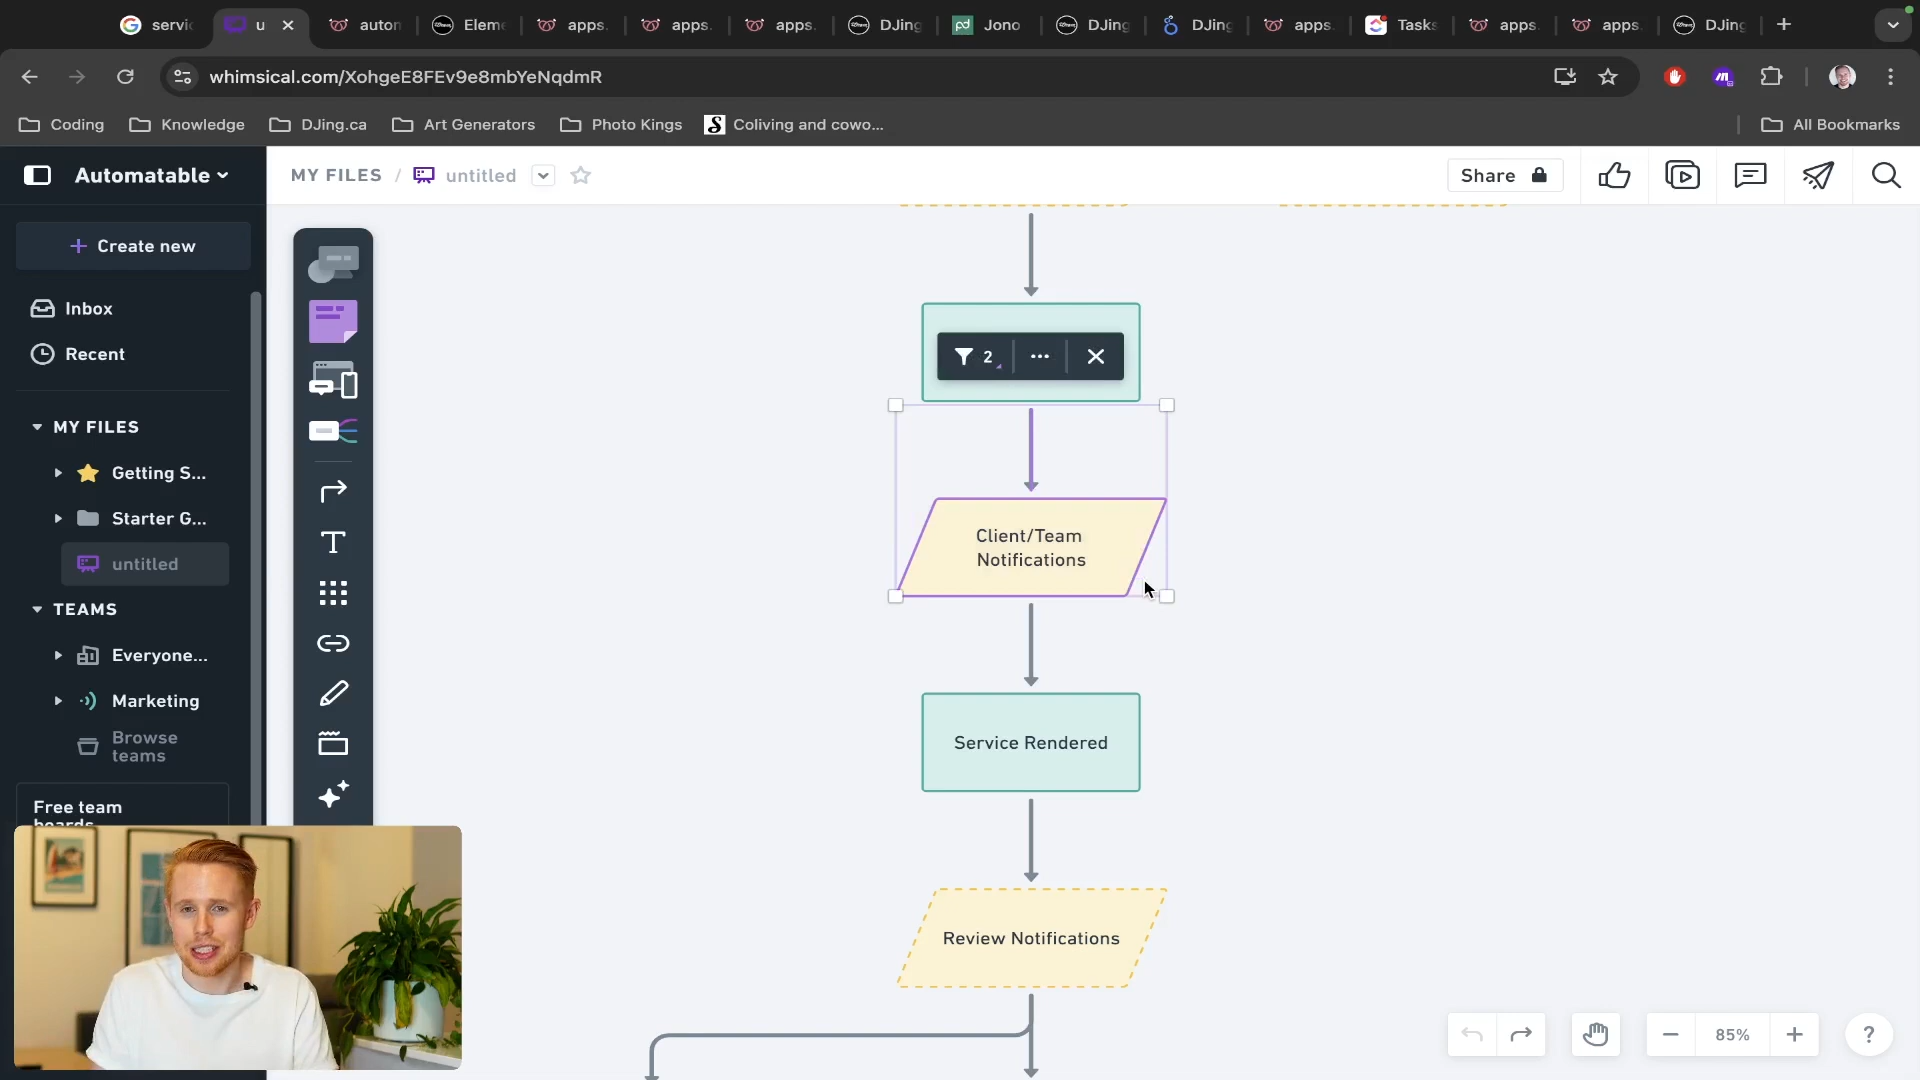 servic
u
auton
Eleme
apps.
apps.
apps.
DJing
Jono
DJing
DJing
apps.
Tasks
apps.
apps.
DJing
whimsical.com/XohgeE8FEv9e8mbYeNqdmR
Coding
Knowledge
DJing.ca
Art Generators
Photo Kings
Coliving and cowo...
All Bookmarks
Automatable
MY FILES / untitled
Share
Create new
Inbox
Recent
MY FILES
Getting S...
Starter G...
untitled
TEAMS
Everyone...
Marketing
Browse
teams
Free team
boards
2
Client/Team
Notifications
Service Rendered
Review Notifications
85%
?